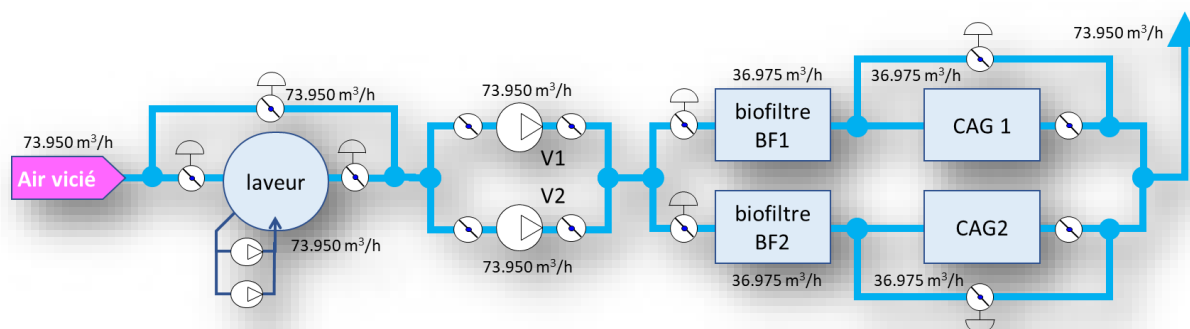 73.950 m³/h
Air vicié
73.950 m³/h
laveur
73.950 m³/h
73.950 m³/h
V1
V2
73.950 m³/h
36.975 m³/h
biofiltre
BF1
36.975 m³/h
CAG 1
73.950 m³/h
biofiltre
BF2
36.975 m³/h
CAG2
36.975 m³/h